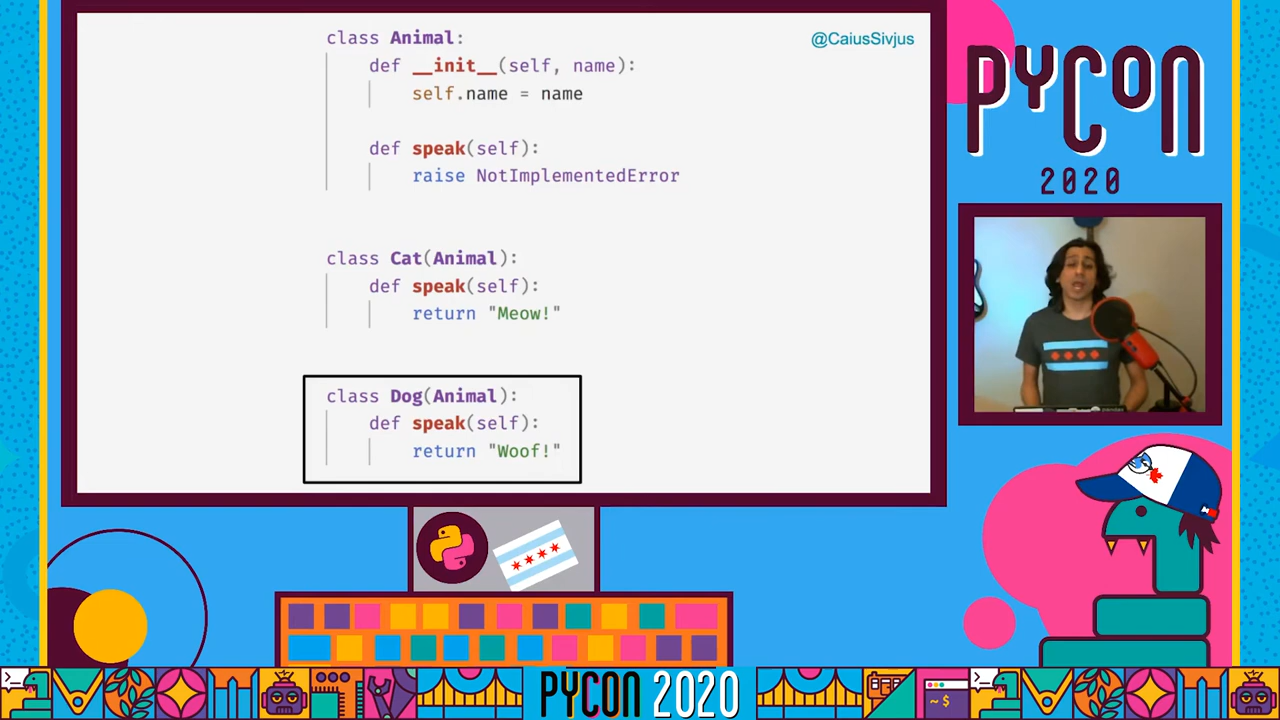 class Animal:
def __init__(self, name):
self.name = name
def speak(self):
raise NotImplementedError
class Cat(Animal):
def speak(self):
return "Meow!"
class Dog(Animal):
def speak(self):
return "Woof!"
@CaiusSivjus
PYCON
2020
>_
~$
>_
PYCON 2020